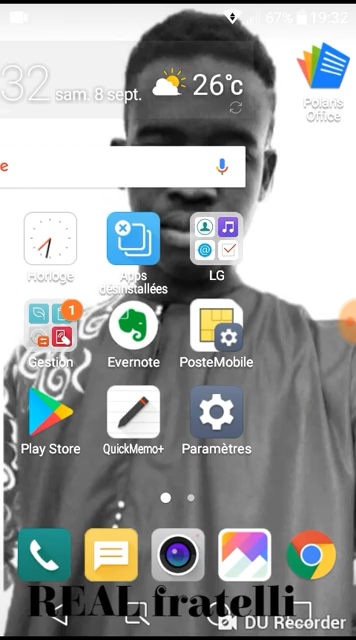 67% 19:32
32 sam. 8 sept. 26°c
Polaris
Office
e
Horloge
Apps
désinstallées
LG
1
Gestion
Evernote
PosteMobile
Play Store
QuickMemo+
Paramètres
REAL fratelli
DU Recorder